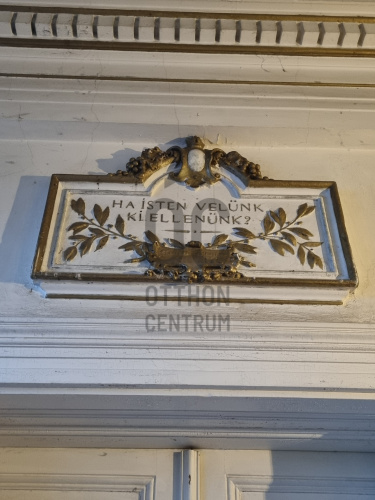 HA ISTEN VELÜNK
KI ELLENÜNK?
OTTHON
CENTRUM